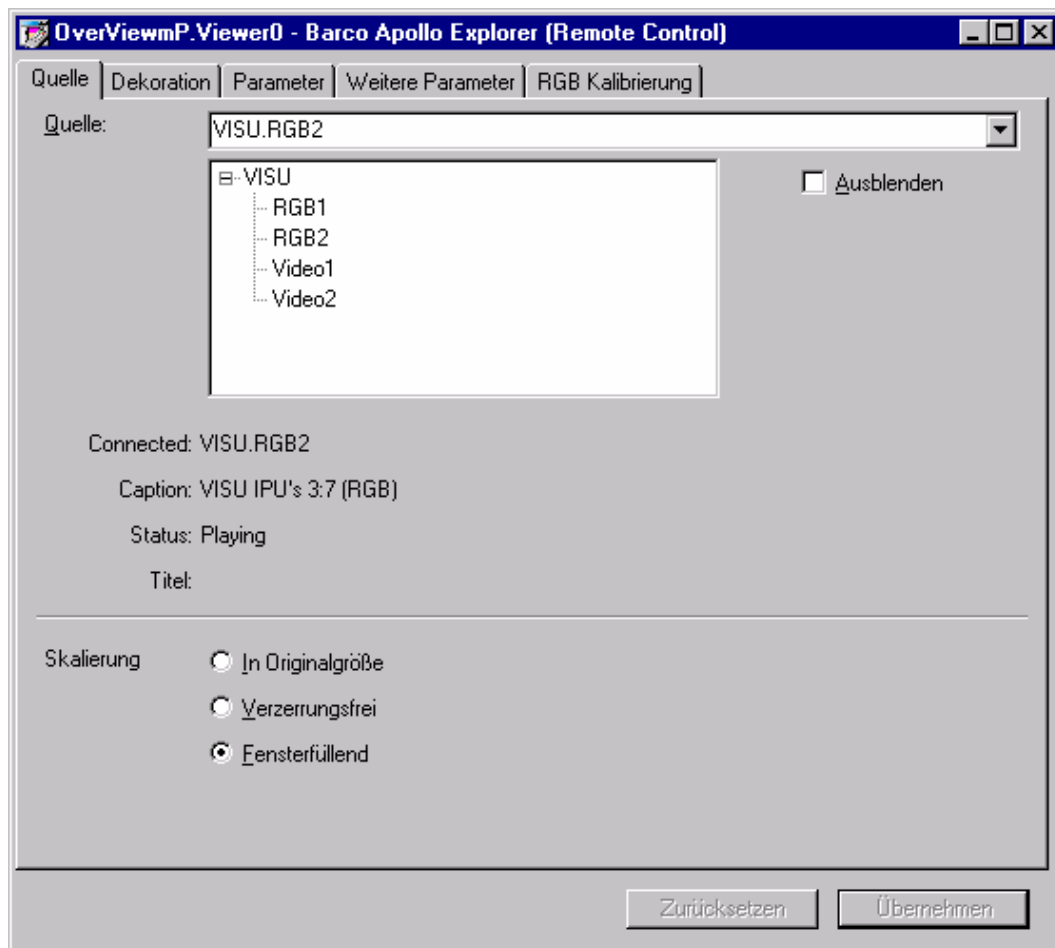 OverViewmP.Viewer0 - Barco Apollo Explorer (Remote Control)
Quelle Dekoration Parameter Weitere Parameter RGB Kalibrierung
Quelle: VISU.RGB2
VISU
Ausblenden
RGB1
RGB2
Video1
Video2
Connected: VISU.RGB2
Caption: VISU IPU's 3:7 (RGB)
Status: Playing
Titel:
Skalierung In Originalgröße
Verzerrungsfrei
Fensterfüllend
Zurücksetzen Übernehmen